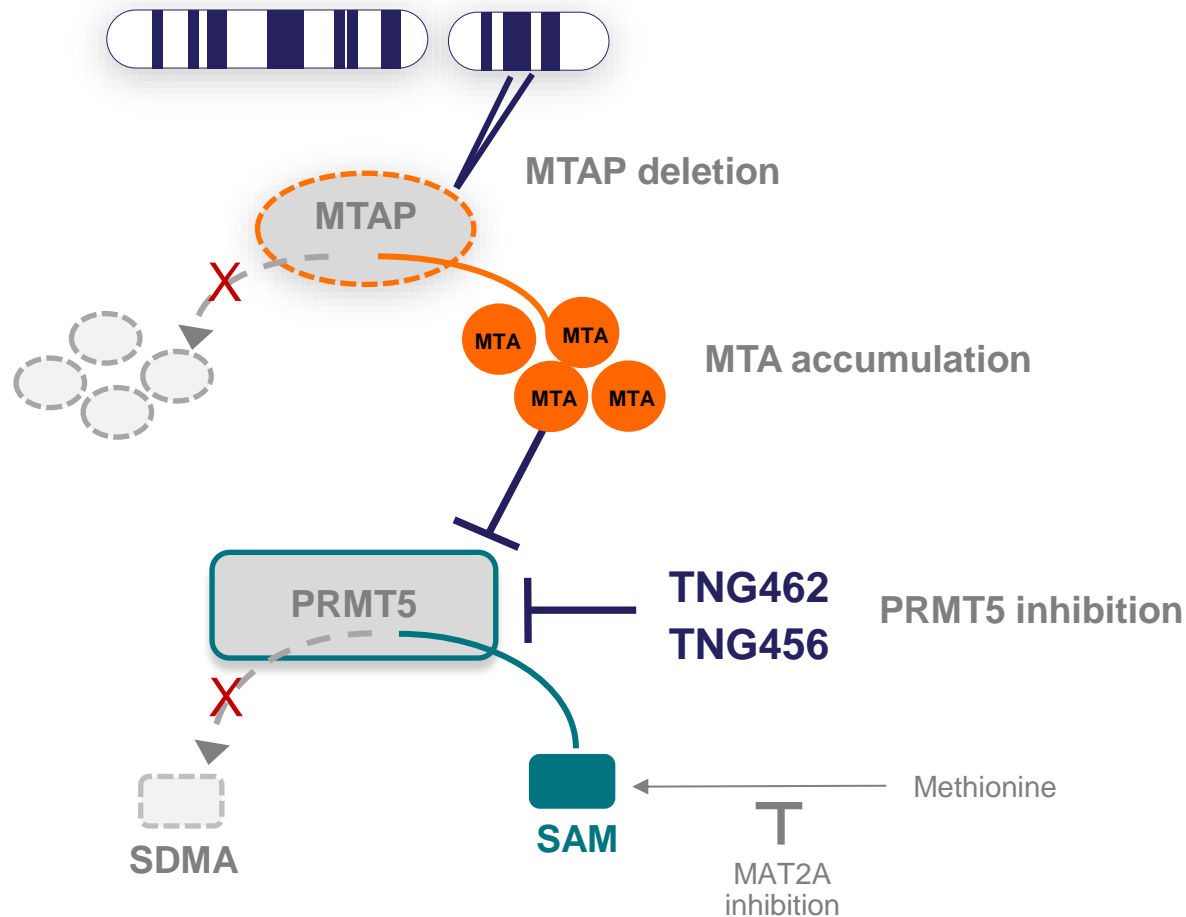 MTAP deletion
MTAP
X
MTA
MTA
MTA
MTA
MTA accumulation
PRMT5
TNG462
TNG456
PRMT5 inhibition
X
SDMA
SAM
Methionine
MAT2A
inhibition